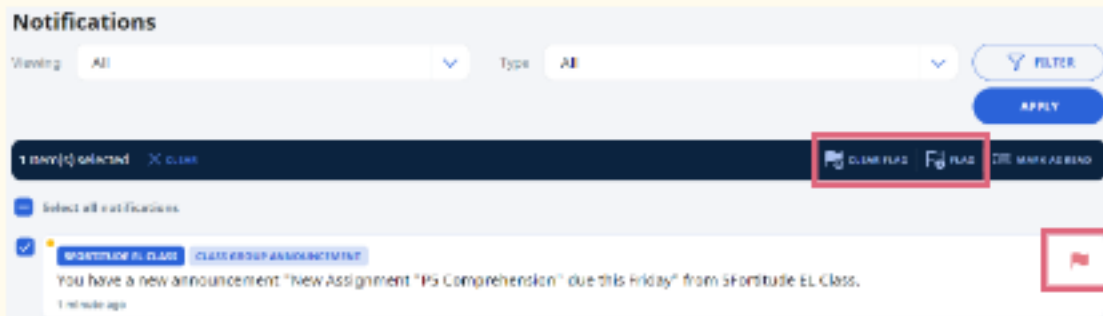 Notifications
Viewing All Type All FILTER
APPLY
1 item(s) selected CLEAR CLEAR FLAG FLAG MARK AS READ
Select all notifications
5FORTITUDE EL CLASS CLASS GROUP ANNOUNCEMENT
You have a new announcement "New Assignment "P5 Comprehension" due this Friday" from 5Fortitude EL Class.
1 minute ago